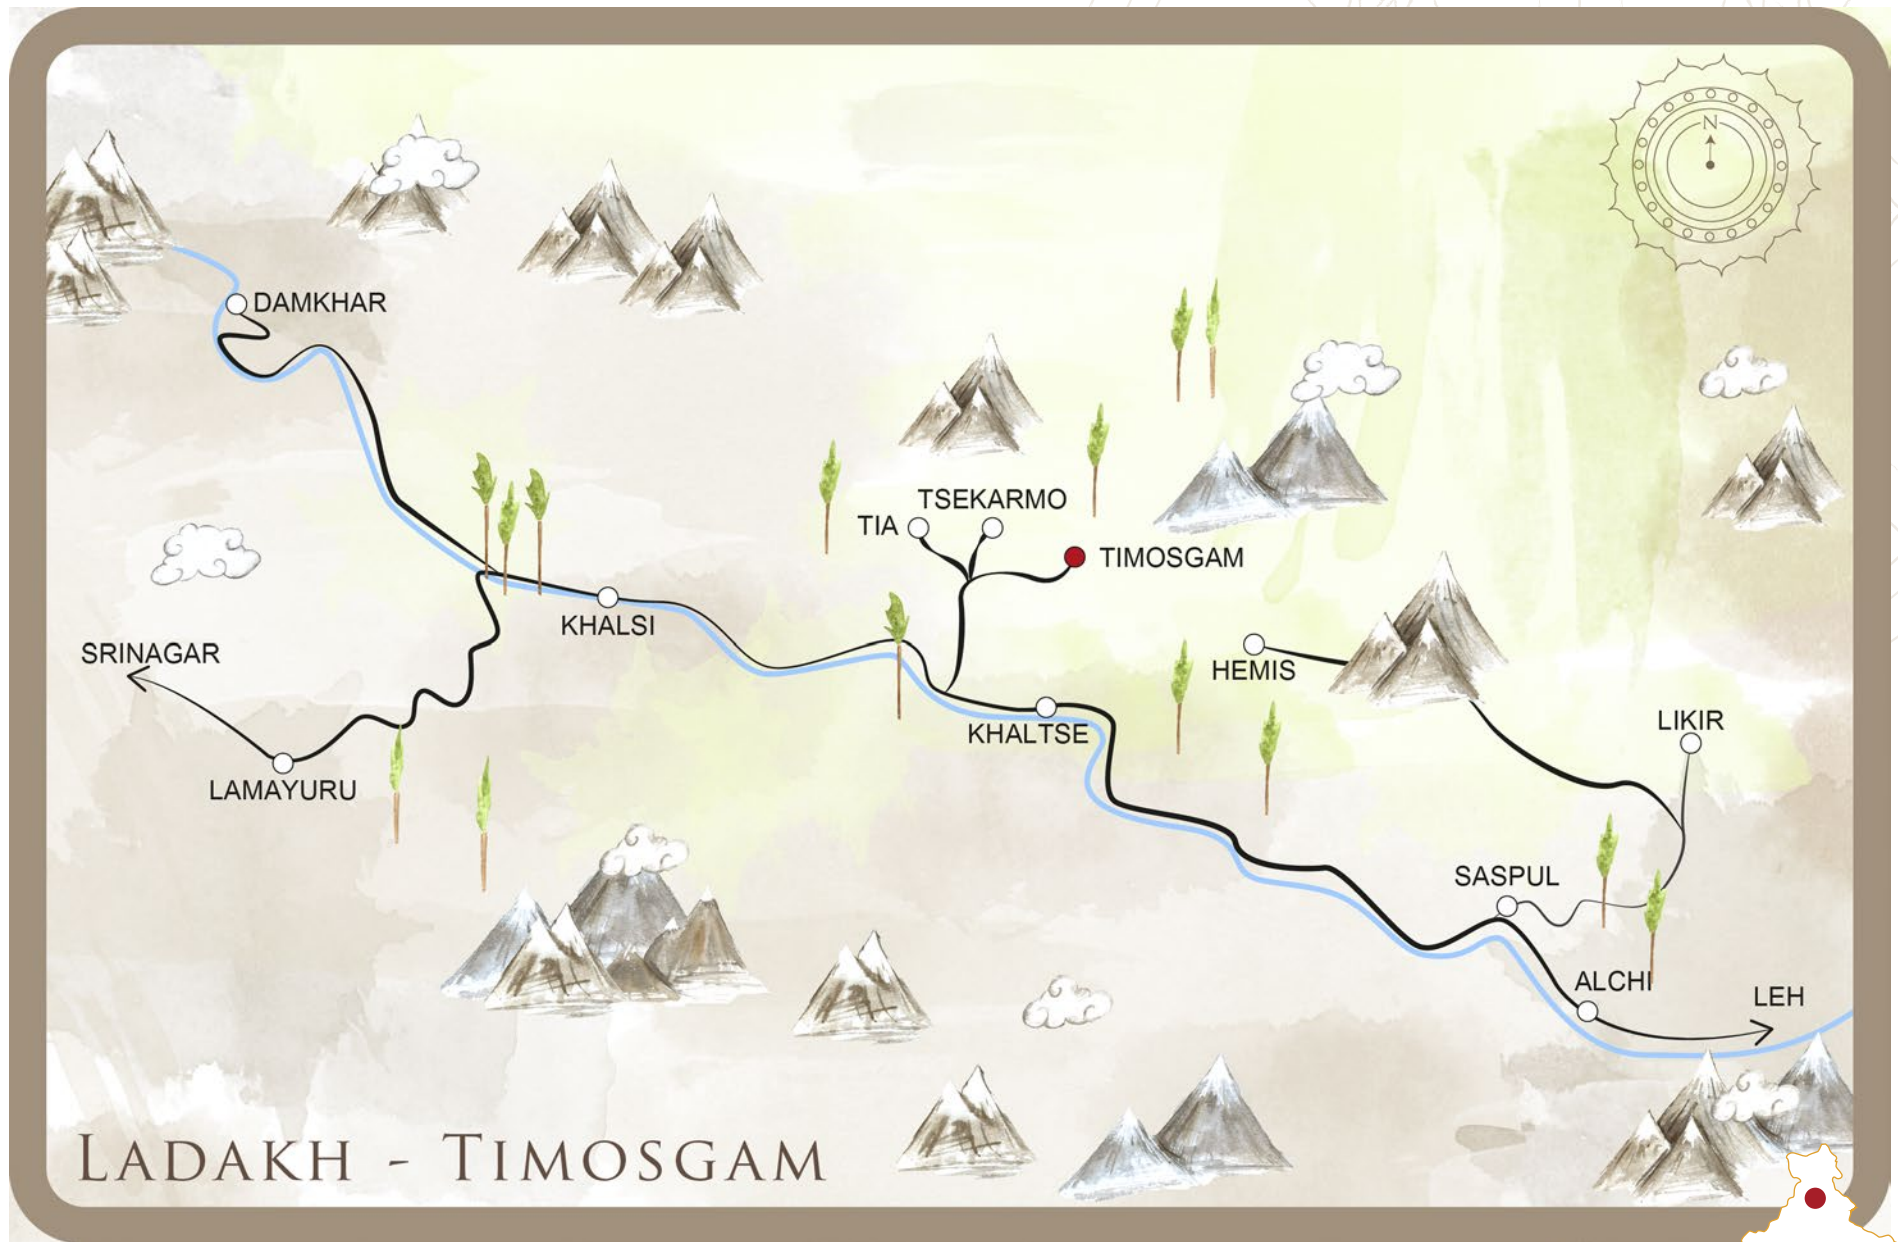 N
DAMKHAR
TSEKARMO
TIA
TIMOSGAM
KHALSI
SRINAGAR
HEMIS
LIKIR
KHALTSE
LAMAYURU
SASPUL
ALCHI
LEH
LADAKH - TIMOSGAM